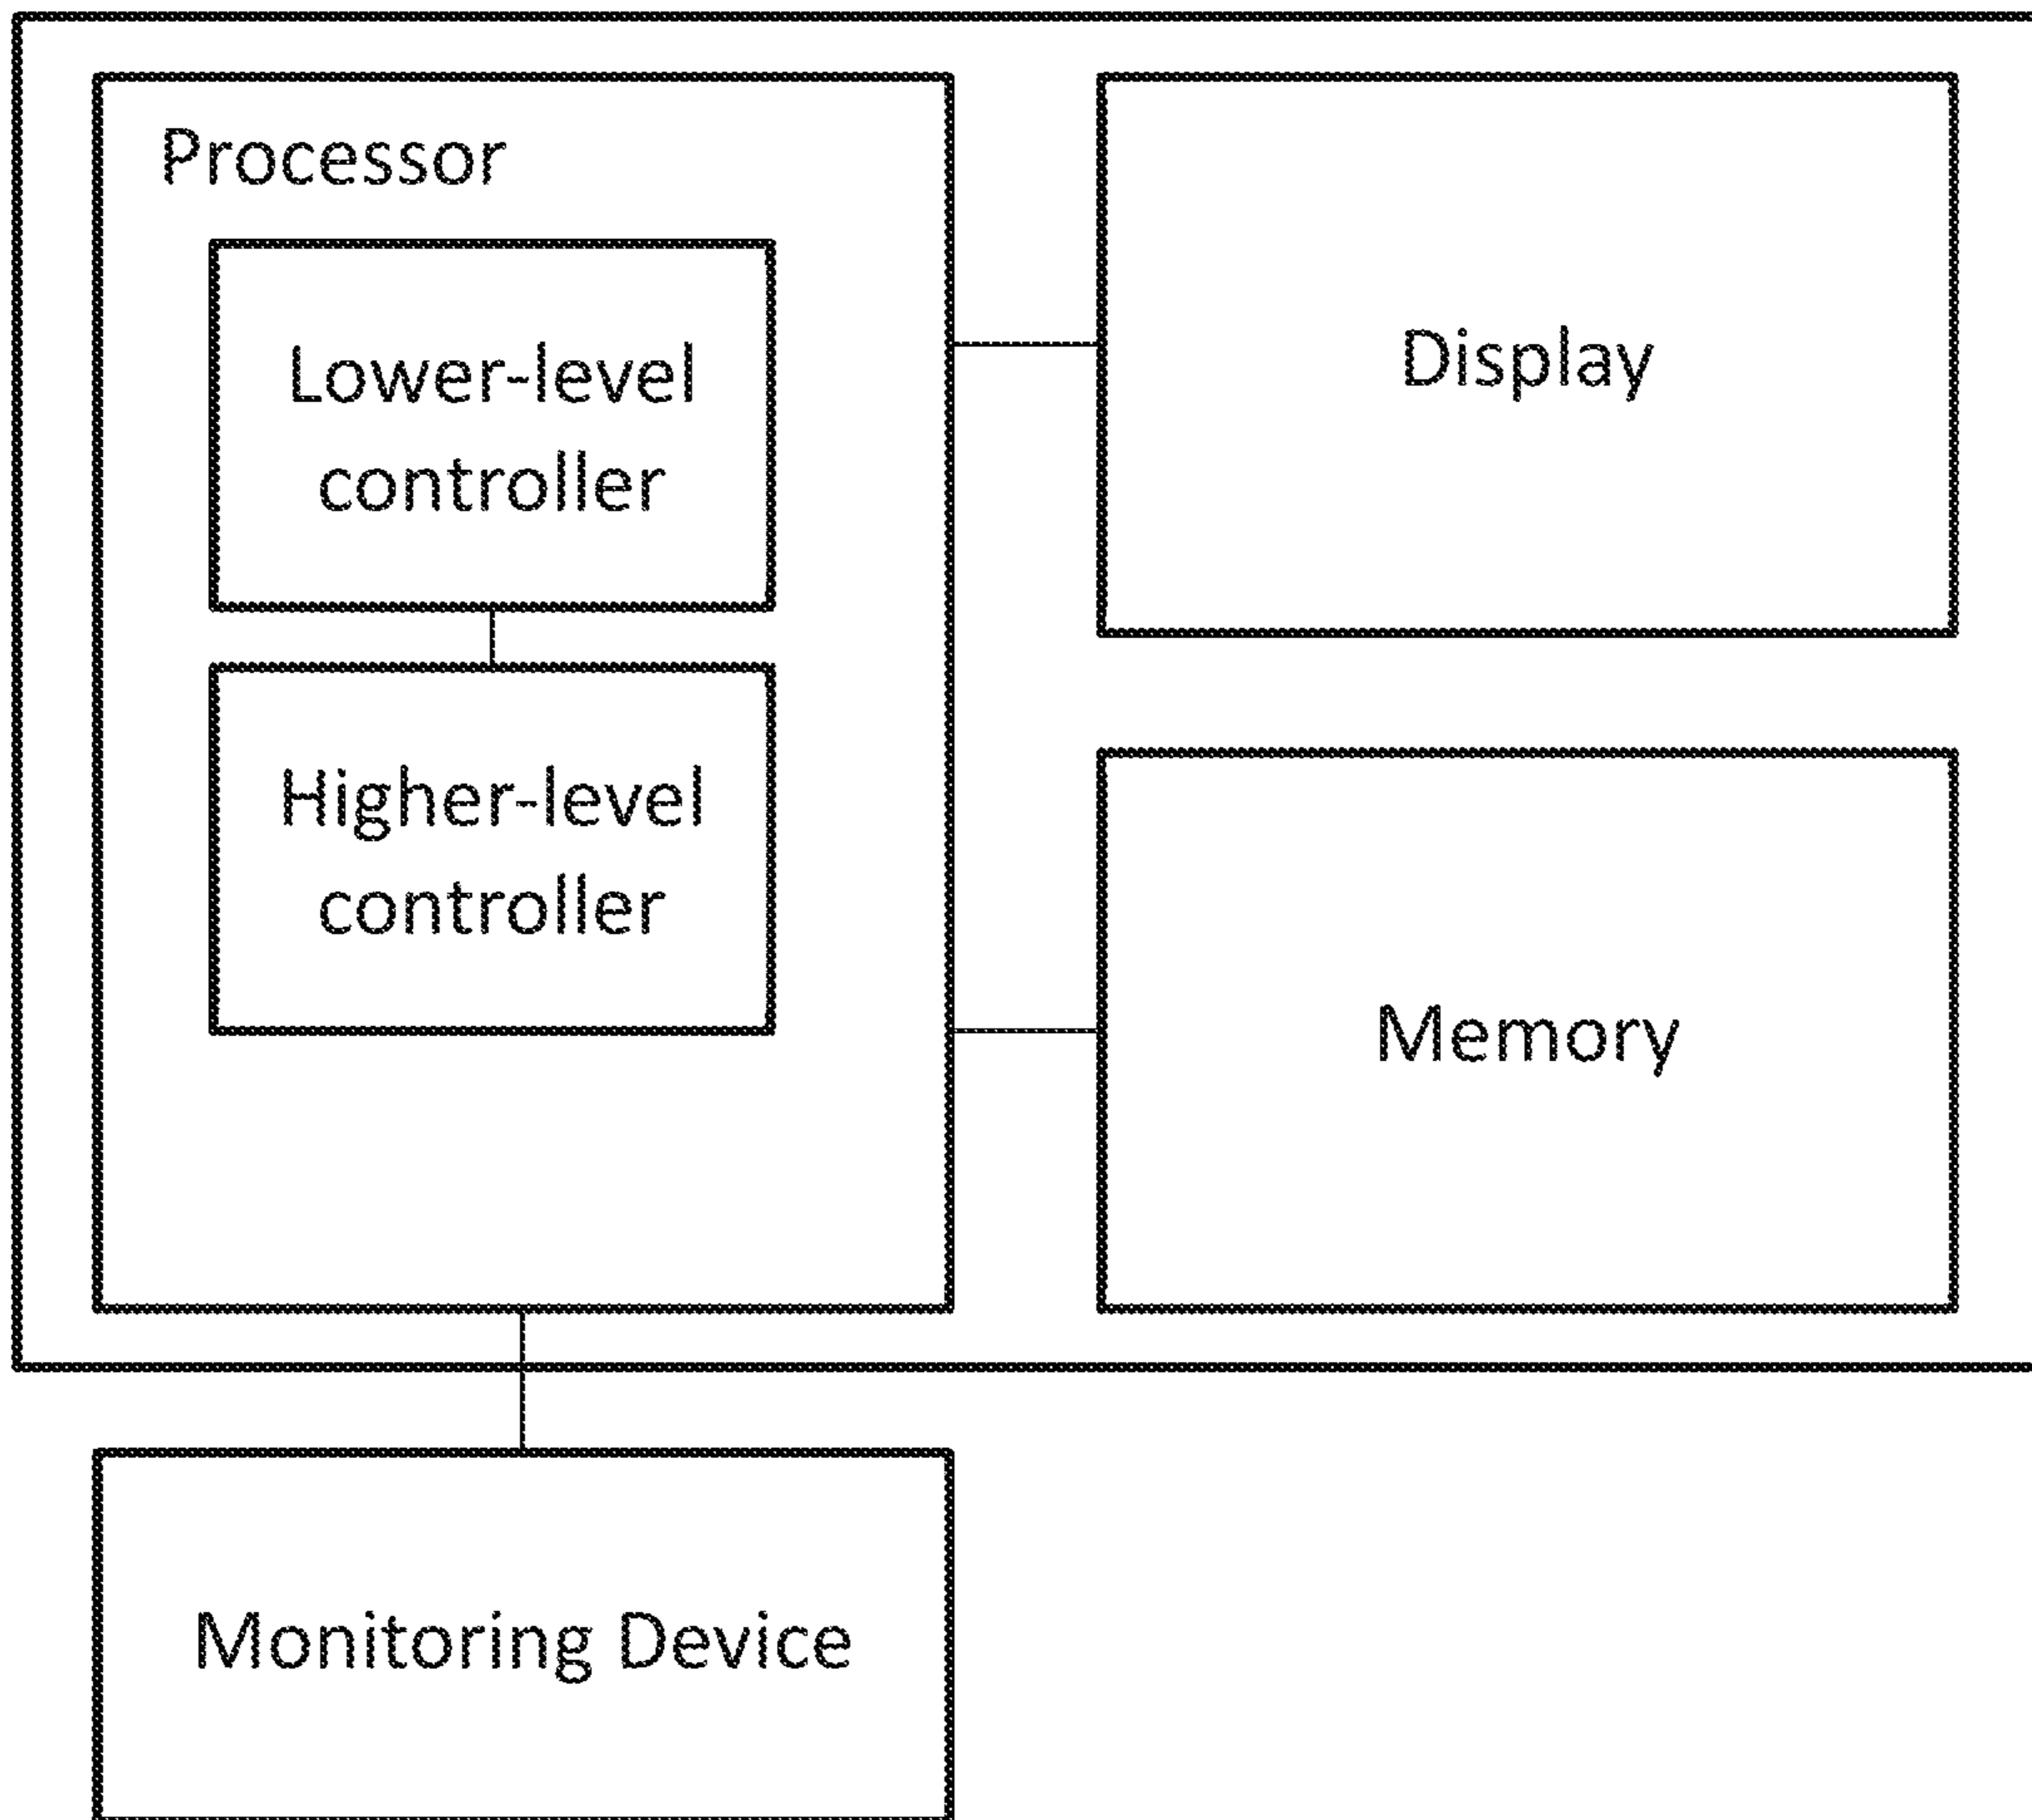 Processor
Lower-level
controller
Higher-level
controller
Display
Memory
Monitoring Device